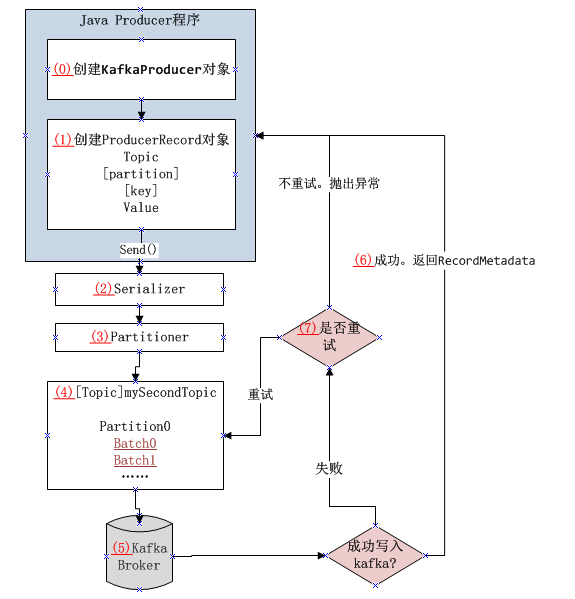 Java Producer程序
(0)创建KafkaProducer对象
(1)创建ProducerRecord对象
Topic
[partition]
[key]
Value
Send()
(2)Serializer
(3)Partitioner
(4)[Topic]mySecondTopic
Partition0
Batch0
Batch1
……
(5)Kafka
Broker
成功写入
kafka?
失败
(7)是否重
试
重试
不重试。抛出异常
(6)成功。返回RecordMetadata